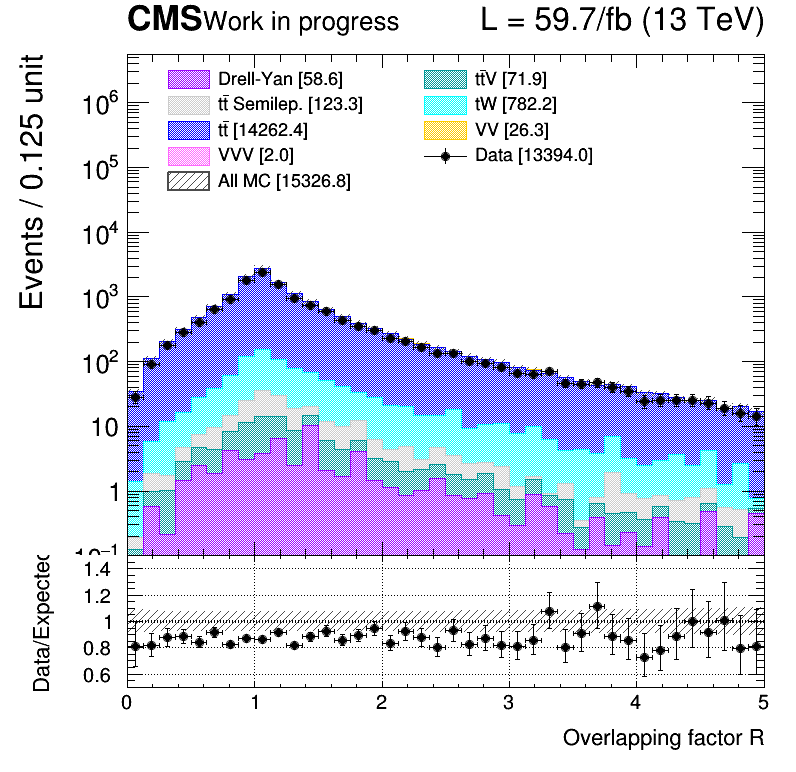 CMS Work in progress L = 59.7/fb (13 TeV)
Events / 0.125 unit
Drell-Yan [58.6]
tt̄ Semilep. [123.3]
tt̄ [14262.4]
VVV [2.0]
All MC [15326.8]
tt̄V [71.9]
tW [782.2]
VV [26.3]
Data [13394.0]
10⁶
10⁵
10⁴
10³
10²
10
1
10⁻¹
Data/Expected
1.4
1.2
1
0.8
0.6
0 1 2 3 4 5
Overlapping factor R